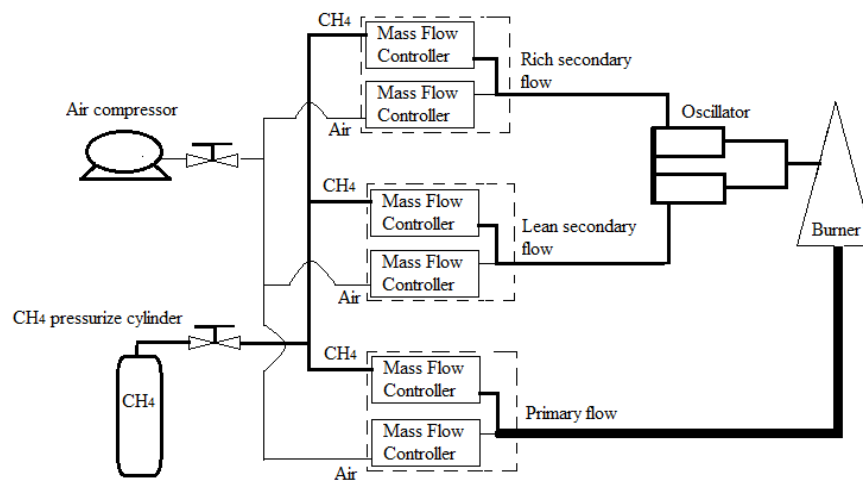 CH4
Mass Flow
Controller
Rich secondary
flow
Mass Flow
Controller
Air compressor
Air
Oscillator
CH4
Mass Flow
Controller
Lean secondary
flow
Burner
Mass Flow
Controller
Air
CH4 pressurize cylinder
CH4
Mass Flow
Controller
CH4
Primary flow
Mass Flow
Controller
Air